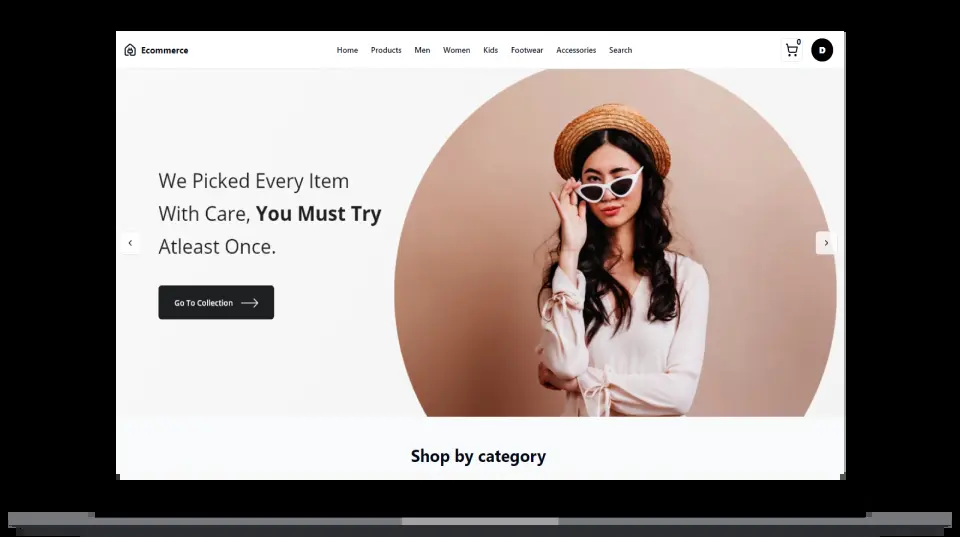 Ecommerce
Home Products Men Women Kids Footwear Accessories Search
0
D
We Picked Every Item
With Care, You Must Try
Atleast Once.
Go To Collection
Shop by category